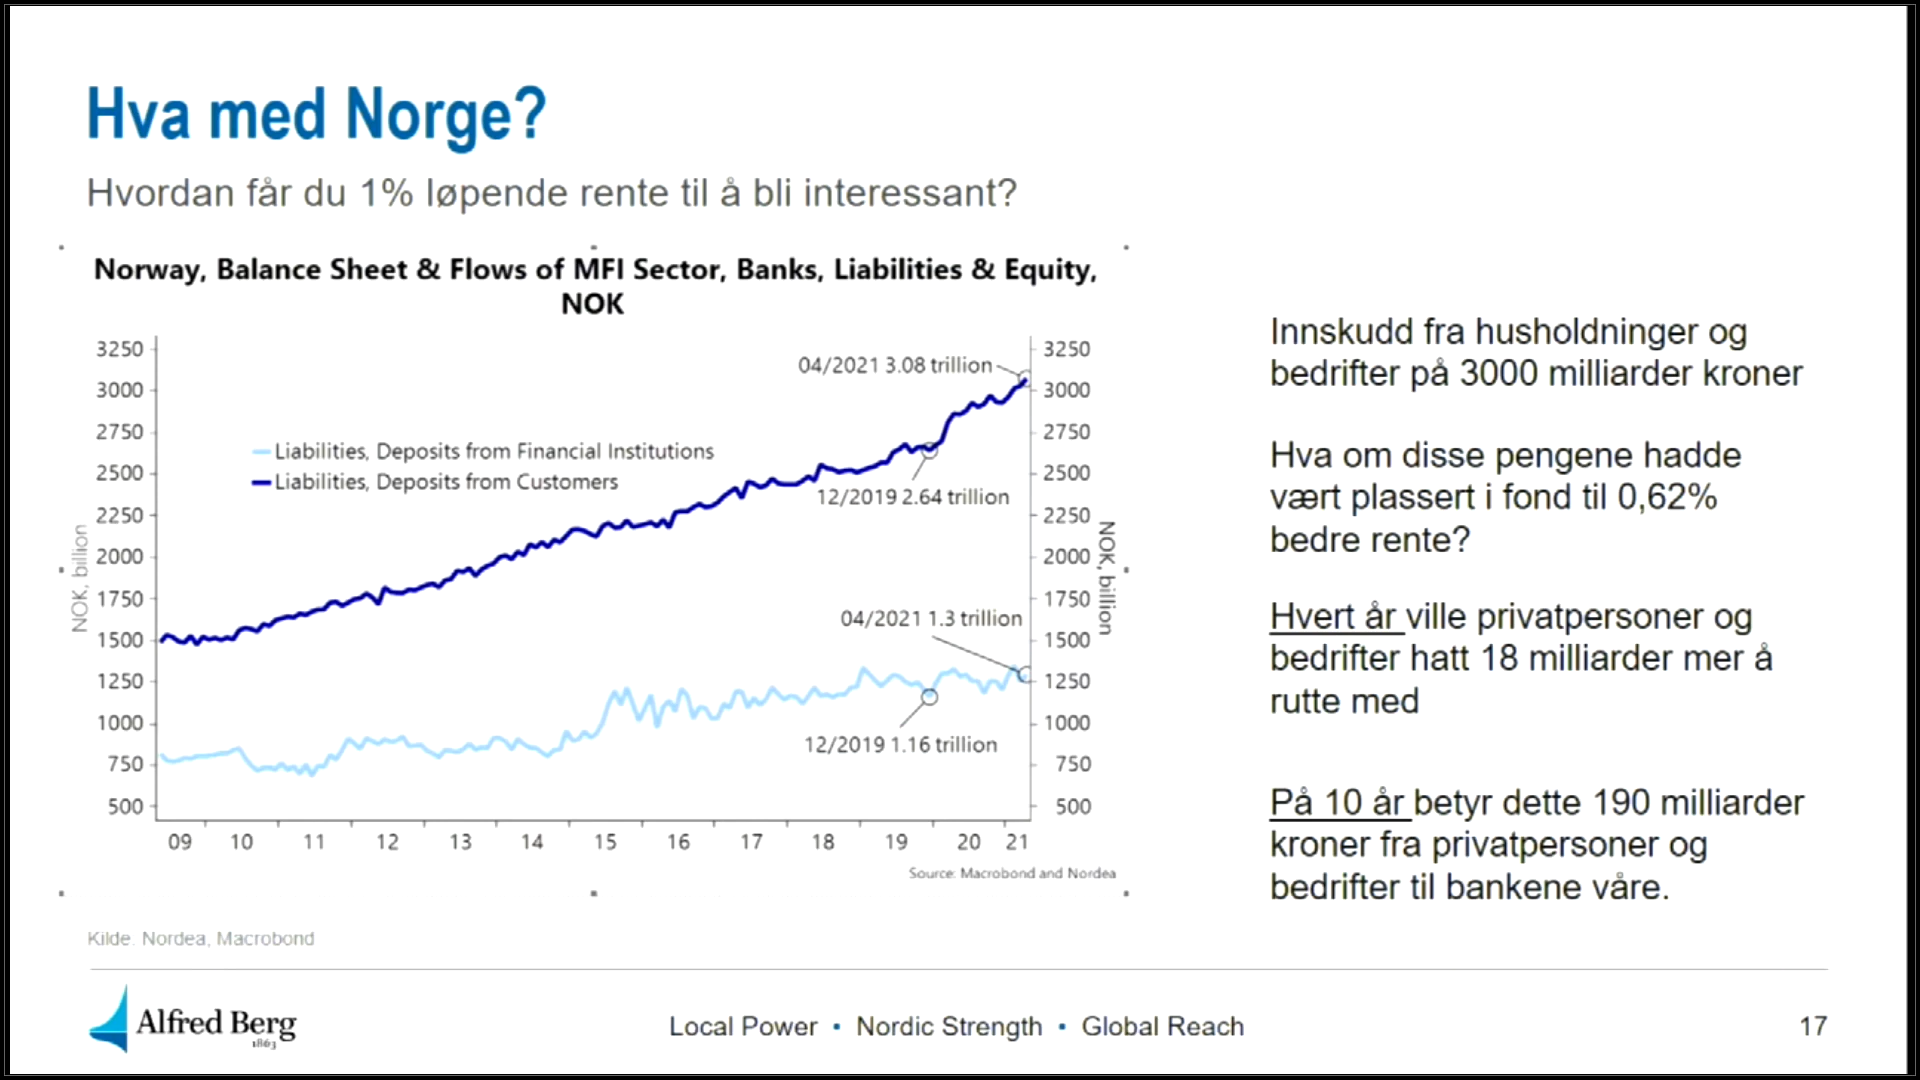 Hva med Norge?
Hvordan får du 1% løpende rente til å bli interessant?
Norway, Balance Sheet & Flows of MFI Sector, Banks, Liabilities & Equity,
NOK
3250
3000
2750
2500
2250
2000
1750
1500
1250
1000
750
500
NOK, billion
Liabilities, Deposits from Financial Institutions
Liabilities, Deposits from Customers
04/2021 3.08 trillion
12/2019 2.64 trillion
04/2021 1.3 trillion
12/2019 1.16 trillion
3250
3000
2750
2500
2250
2000
1750
1500
1250
1000
750
500
NOK, billion
09 10 11 12 13 14 15 16 17 18 19 20 21
Source: Macrobond and Nordea
Innskudd fra husholdninger og
bedrifter på 3000 milliarder kroner
Hva om disse pengene hadde
vært plassert i fond til 0,62%
bedre rente?
Hvert år ville privatpersoner og
bedrifter hatt 18 milliarder mer å
rutte med
På 10 år betyr dette 190 milliarder
kroner fra privatpersoner og
bedrifter til bankene våre.
Kilde. Nordea, Macrobond
Alfred Berg
1863
Local Power • Nordic Strength • Global Reach
17